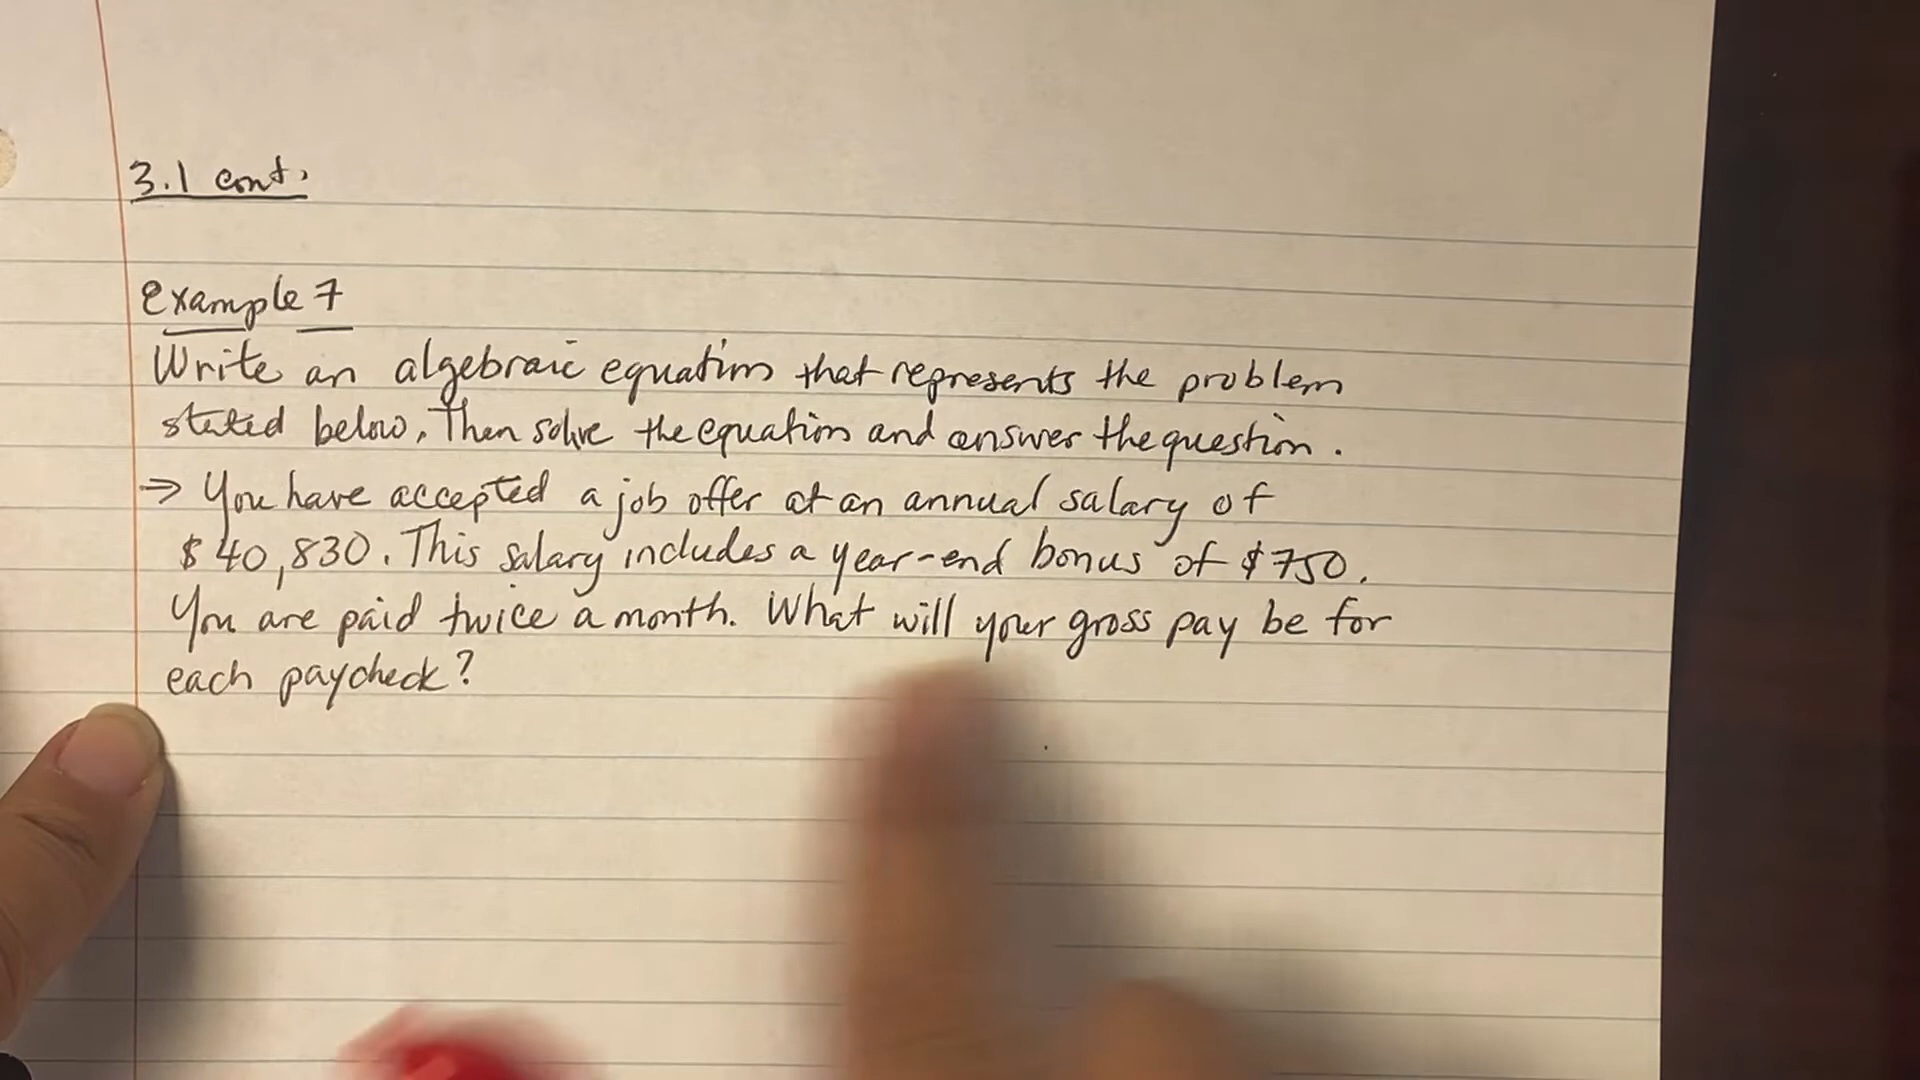 3.1 cont.
Example 7
Write an algebraic equation that represents the problem
stated below. Then solve the equation and answer the question.
→ You have accepted a job offer at an annual salary of
$40,830. This salary includes a year-end bonus of $750.
You are paid twice a month. What will your gross pay be for
each paycheck?